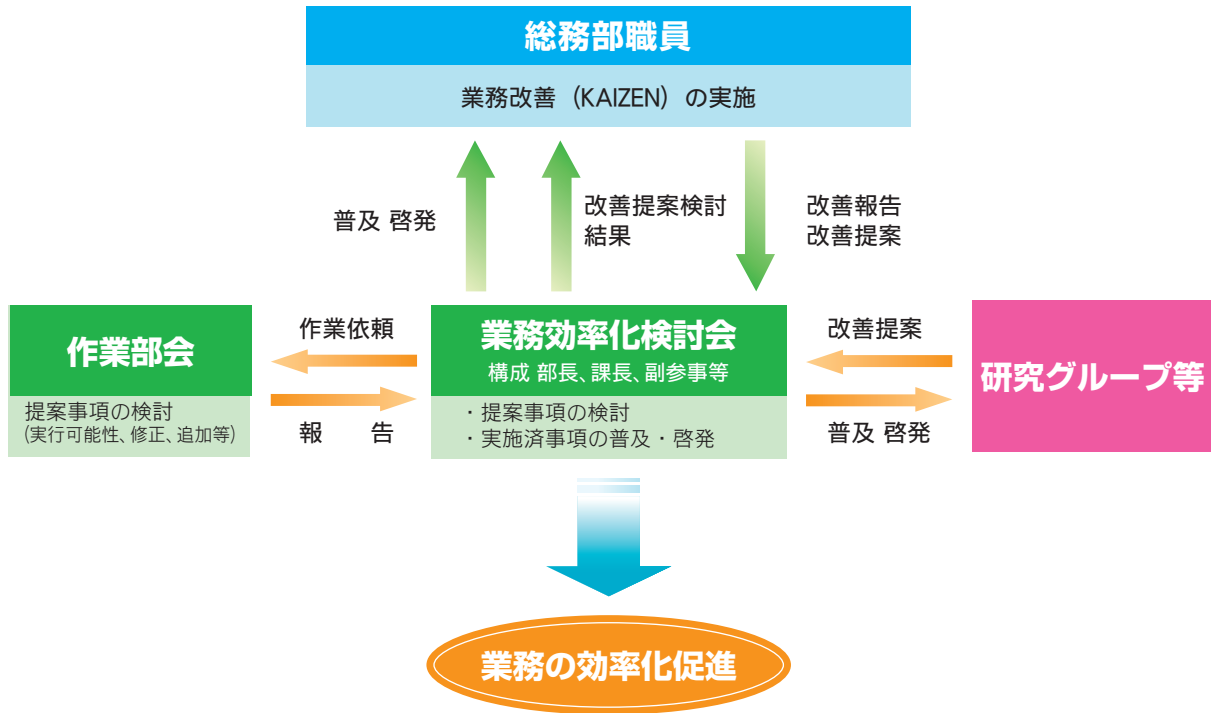 総務部職員
業務改善（KAIZEN）の実施
普及 啓発
改善提案検討
結果
改善報告
改善提案
作業部会
提案事項の検討
(実行可能性、修正、追加等)
作業依頼
報　　告
業務効率化検討会
構成 部長、課長、副参事等
・提案事項の検討
・実施済事項の普及・啓発
改善提案
普及 啓発
研究グループ等
業務の効率化促進